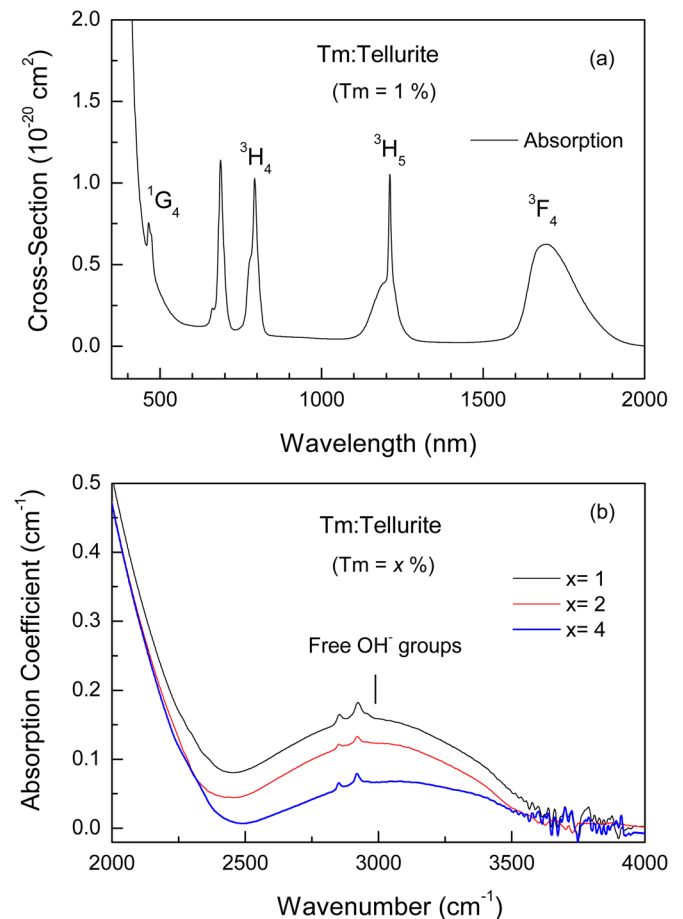 2.0
1.5
1.0
0.5
0.0
Cross-Section (10⁻²⁰ cm²)
Tm:Tellurite
(Tm = 1 %)
(a)
Absorption
¹G₄
³H₄
³H₅
³F₄
500 1000 1500 2000
Wavelength (nm)
0.5
0.4
0.3
0.2
0.1
0.0
Absorption Coefficient (cm⁻¹)
Tm:Tellurite
(Tm = x %)
(b)
x= 1
x= 2
x= 4
Free OH⁻ groups
2000 2500 3000 3500 4000
Wavenumber (cm⁻¹)